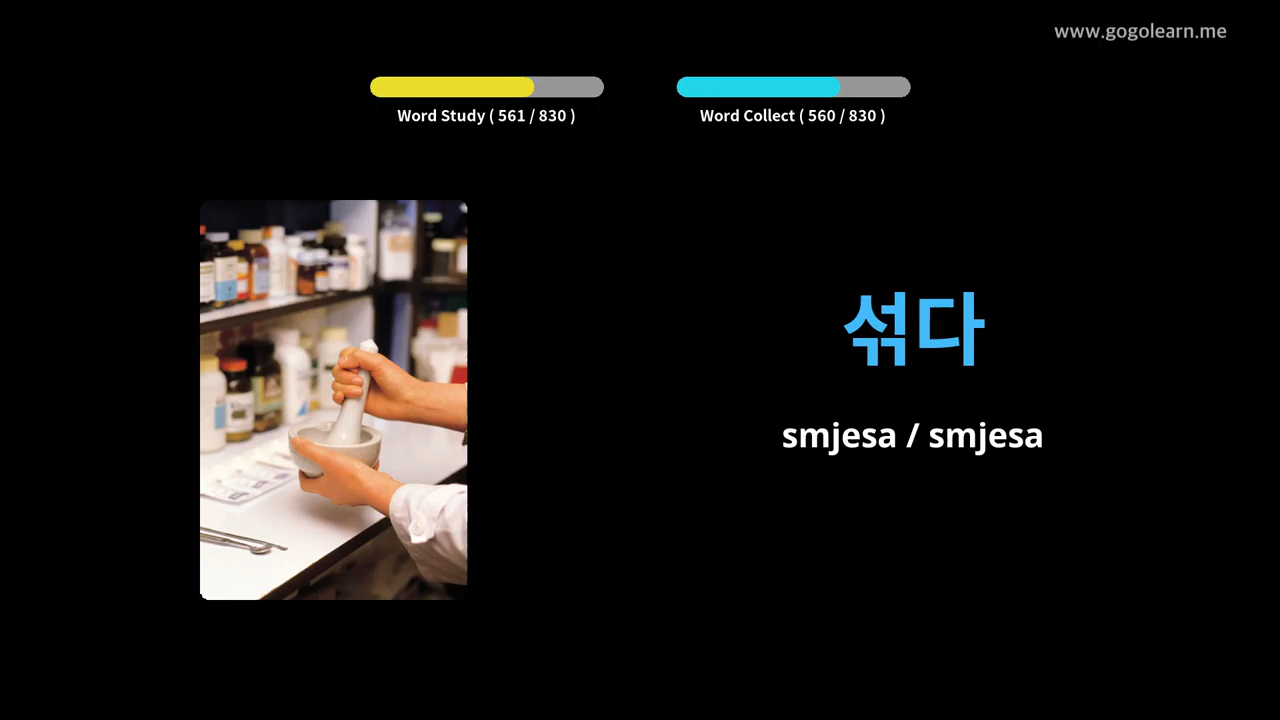 www.gogolearn.me
Word Study ( 561 / 830 )
Word Collect ( 560 / 830 )
섞다
smjesa / smjesa